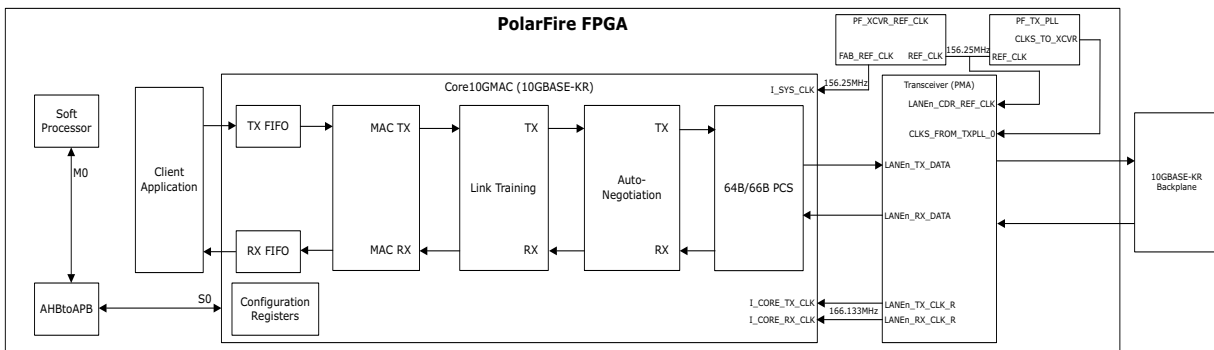 PolarFire FPGA
PF_XCVR_REF_CLK
FAB_REF_CLK
REF_CLK
156.25MHz
PF_TX_PLL
CLKS_TO_XCVR
REF_CLK
156.25MHz
Core10GMAC (10GBASE-KR)
I_SYS_CLK
Transceiver (PMA)
LANEn_CDR_REF_CLK
CLKS_FROM_TXPLL_0
Soft
Processor
M0
AHBtoAPB
S0
Client
Application
TX FIFO
RX FIFO
MAC TX
MAC RX
TX
Link Training
RX
TX
Auto-
Negotiation
RX
TX
64B/66B PCS
RX
LANEn_TX_DATA
LANEn_RX_DATA
10GBASE-KR
Backplane
Configuration
Registers
I_CORE_TX_CLK
I_CORE_RX_CLK
166.133MHz
LANEn_TX_CLK_R
LANEn_RX_CLK_R